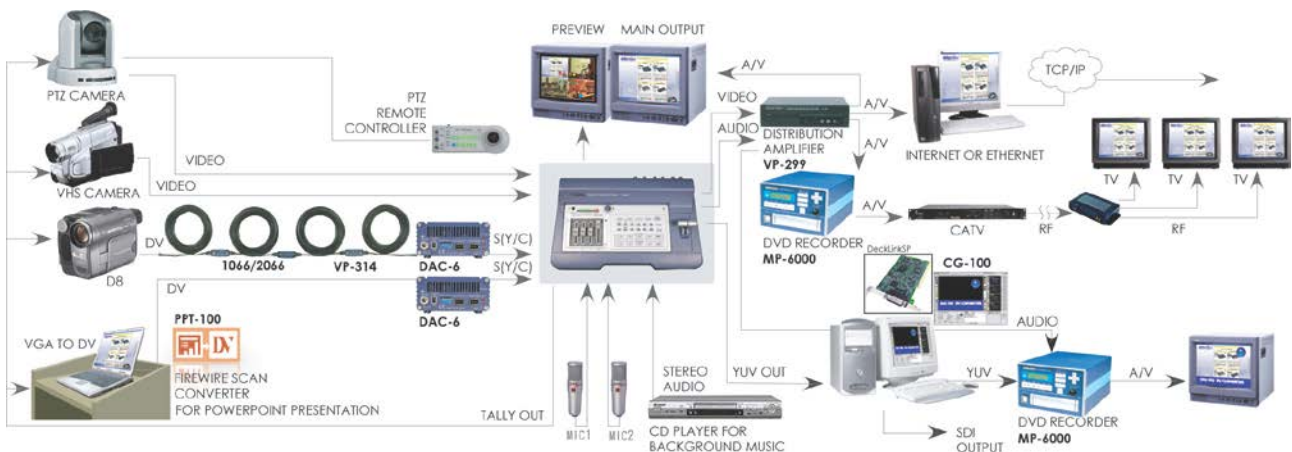 PREVIEW
MAIN OUTPUT
A/V
TCP/IP
PTZ CAMERA
PTZ
REMOTE
CONTROLLER
VIDEO
AUDIO
A/V
DISTRIBUTION
AMPLIFIER
VP-299
A/V
INTERNET OR ETHERNET
TV
TV
TV
VIDEO
VHS CAMERA
VIDEO
DV
1066/2066
VP-314
DAC-6
S(Y/C)
S(Y/C)
D8
DV
DAC-6
A/V
DVD RECORDER
MP-6000
CATV
RF
RF
DeckLinkSP
CG-100
VGA TO DV
PPT-100
DV
FIREWIRE SCAN
CONVERTER
FOR POWERPOINT PRESENTATION
TALLY OUT
MIC1
MIC2
STEREO
AUDIO
YUV OUT
CD PLAYER FOR
BACKGROUND MUSIC
AUDIO
YUV
A/V
DVD RECORDER
MP-6000
SDI
OUTPUT